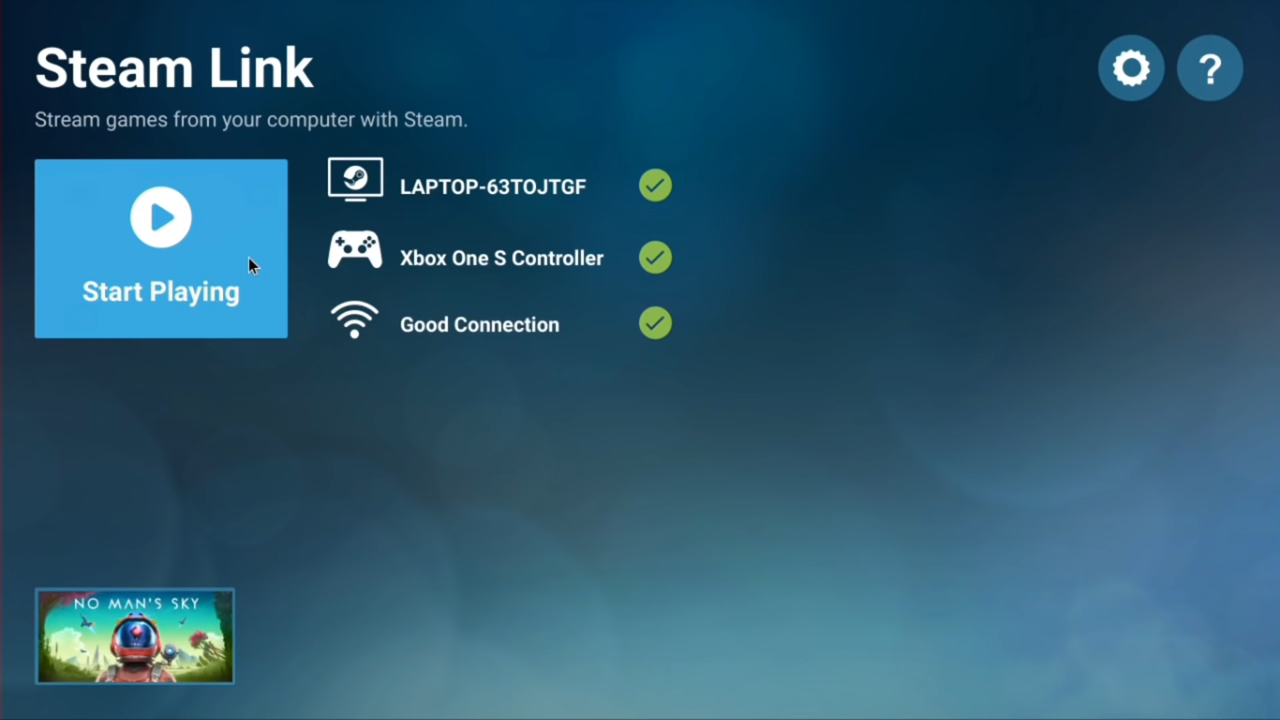 Steam Link
?
Stream games from your computer with Steam.
LAPTOP-63TOJTGF
Xbox One S Controller
Start Playing
Good Connection
NO MAN'S SKY